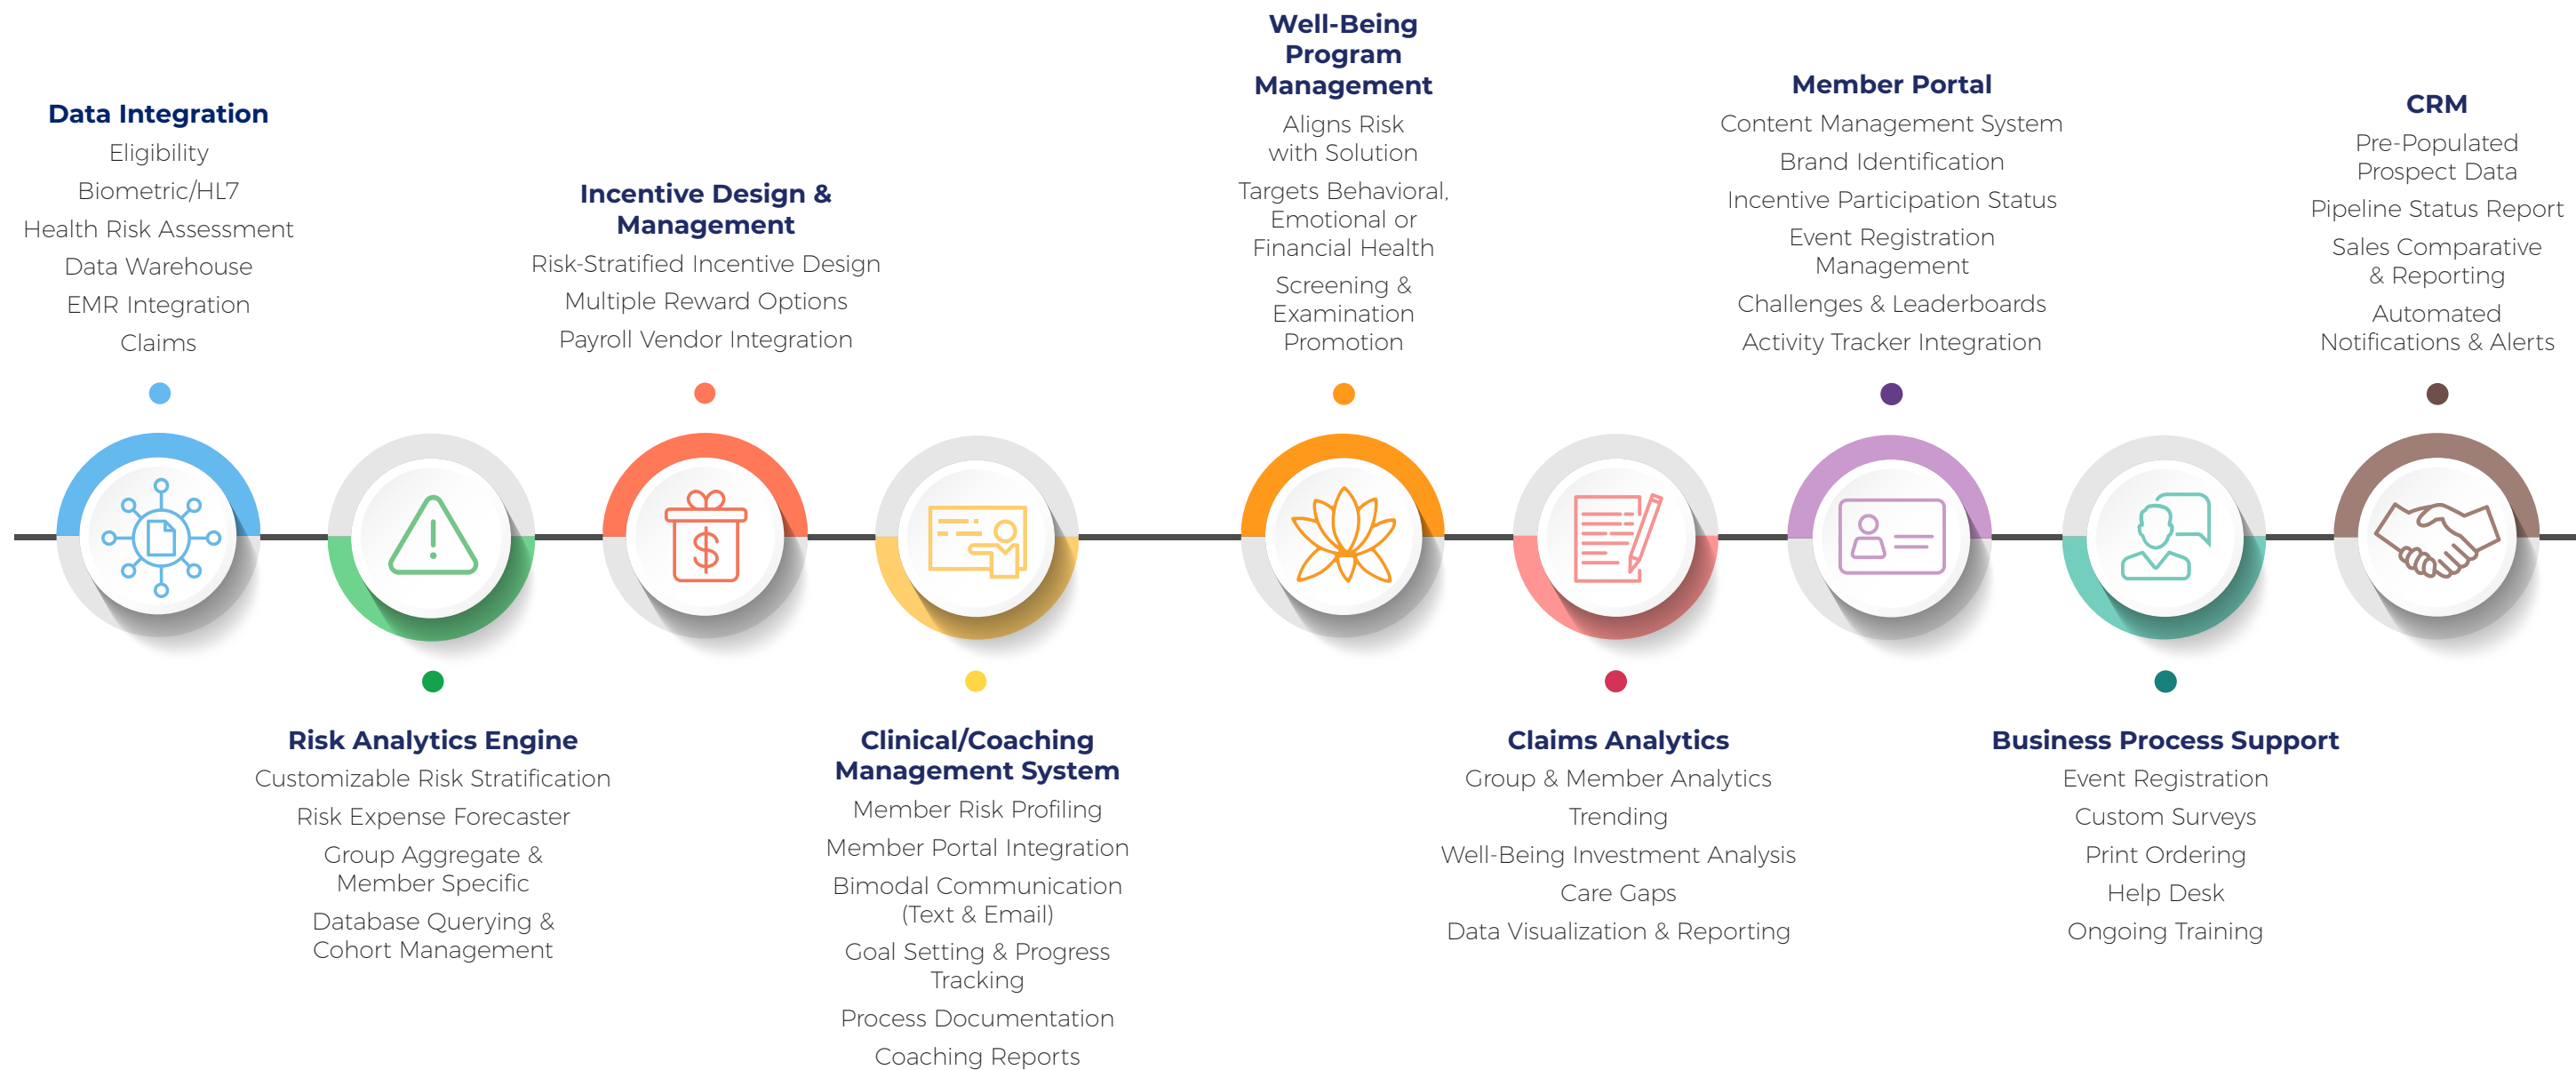 Data Integration
Eligibility
Biometric/HL7
Health Risk Assessment
Data Warehouse
EMR Integration
Claims
Risk Analytics Engine
Customizable Risk Stratification
Risk Expense Forecaster
Group Aggregate &
Member Specific
Database Querying &
Cohort Management
Incentive Design &
Management
Risk-Stratified Incentive Design
Multiple Reward Options
Payroll Vendor Integration
$
Clinical/Coaching
Management System
Member Risk Profiling
Member Portal Integration
Bimodal Communication
(Text & Email)
Goal Setting & Progress
Tracking
Process Documentation
Coaching Reports
Well-Being
Program
Management
Aligns Risk
with Solution
Targets Behavioral,
Emotional or
Financial Health
Screening &
Examination
Promotion
Claims Analytics
Group & Member Analytics
Trending
Well-Being Investment Analysis
Care Gaps
Data Visualization & Reporting
Member Portal
Content Management System
Brand Identification
Incentive Participation Status
Event Registration
Management
Challenges & Leaderboards
Activity Tracker Integration
Business Process Support
Event Registration
Custom Surveys
Print Ordering
Help Desk
Ongoing Training
CRM
Pre-Populated
Prospect Data
Pipeline Status Report
Sales Comparative
& Reporting
Automated
Notifications & Alerts